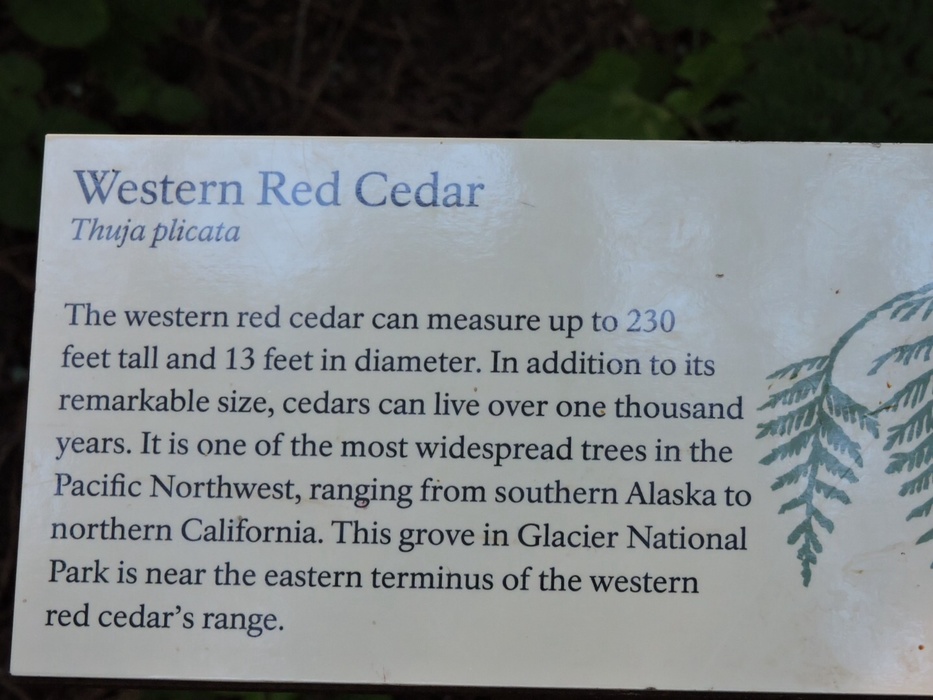 Western Red Cedar
Thuja plicata
The western red cedar can measure up to 230
feet tall and 13 feet in diameter. In addition to its
remarkable size, cedars can live over one thousand
years. It is one of the most widespread trees in the
Pacific Northwest, ranging from southern Alaska to
northern California. This grove in Glacier National
Park is near the eastern terminus of the western
red cedar’s range.